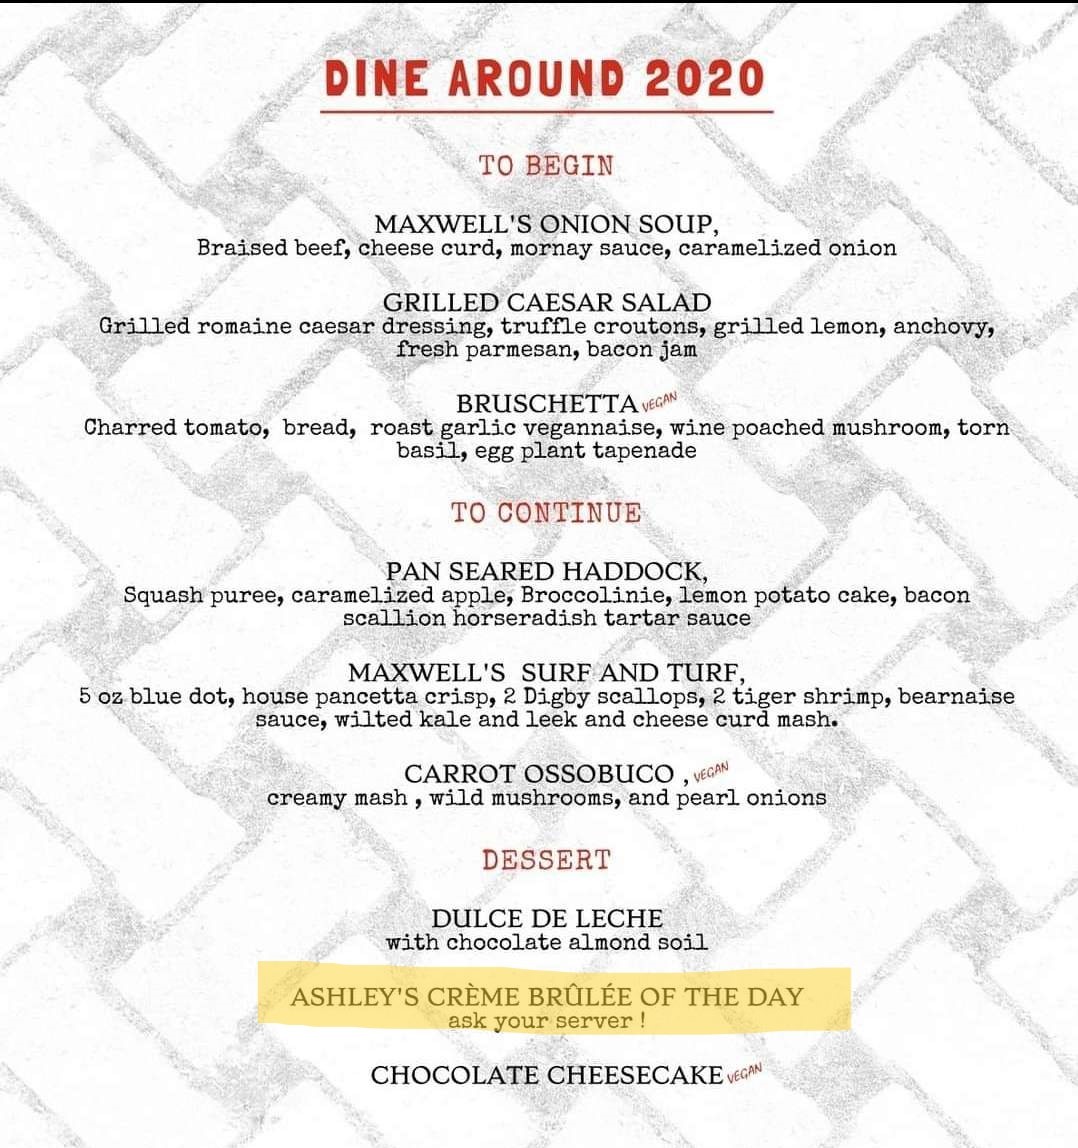 DINE AROUND 2020
TO BEGIN
MAXWELL'S ONION SOUP,
Braised beef, cheese curd, mornay sauce, caramelized onion
GRILLED CAESAR SALAD
Grilled romaine caesar dressing, truffle croutons, grilled lemon, anchovy,
fresh parmesan, bacon jam
BRUSCHETTA VEGAN
Charred tomato, bread, roast garlic vegannaise, wine poached mushroom, torn
basil, egg plant tapenade
TO CONTINUE
PAN SEARED HADDOCK,
Squash puree, caramelized apple, Broccolinie, lemon potato cake, bacon
scallion horseradish tartar sauce
MAXWELL'S SURF AND TURF,
5 oz blue dot, house pancetta crisp, 2 Digby scallops, 2 tiger shrimp, bearnaise
sauce, wilted kale and leek and cheese curd mash.
CARROT OSSOBUCO , VEGAN
creamy mash , wild mushrooms, and pearl onions
DESSERT
DULCE DE LECHE
with chocolate almond soil
ASHLEY'S CRÈME BRÛLÉE OF THE DAY
ask your server !
CHOCOLATE CHEESECAKE VEGAN